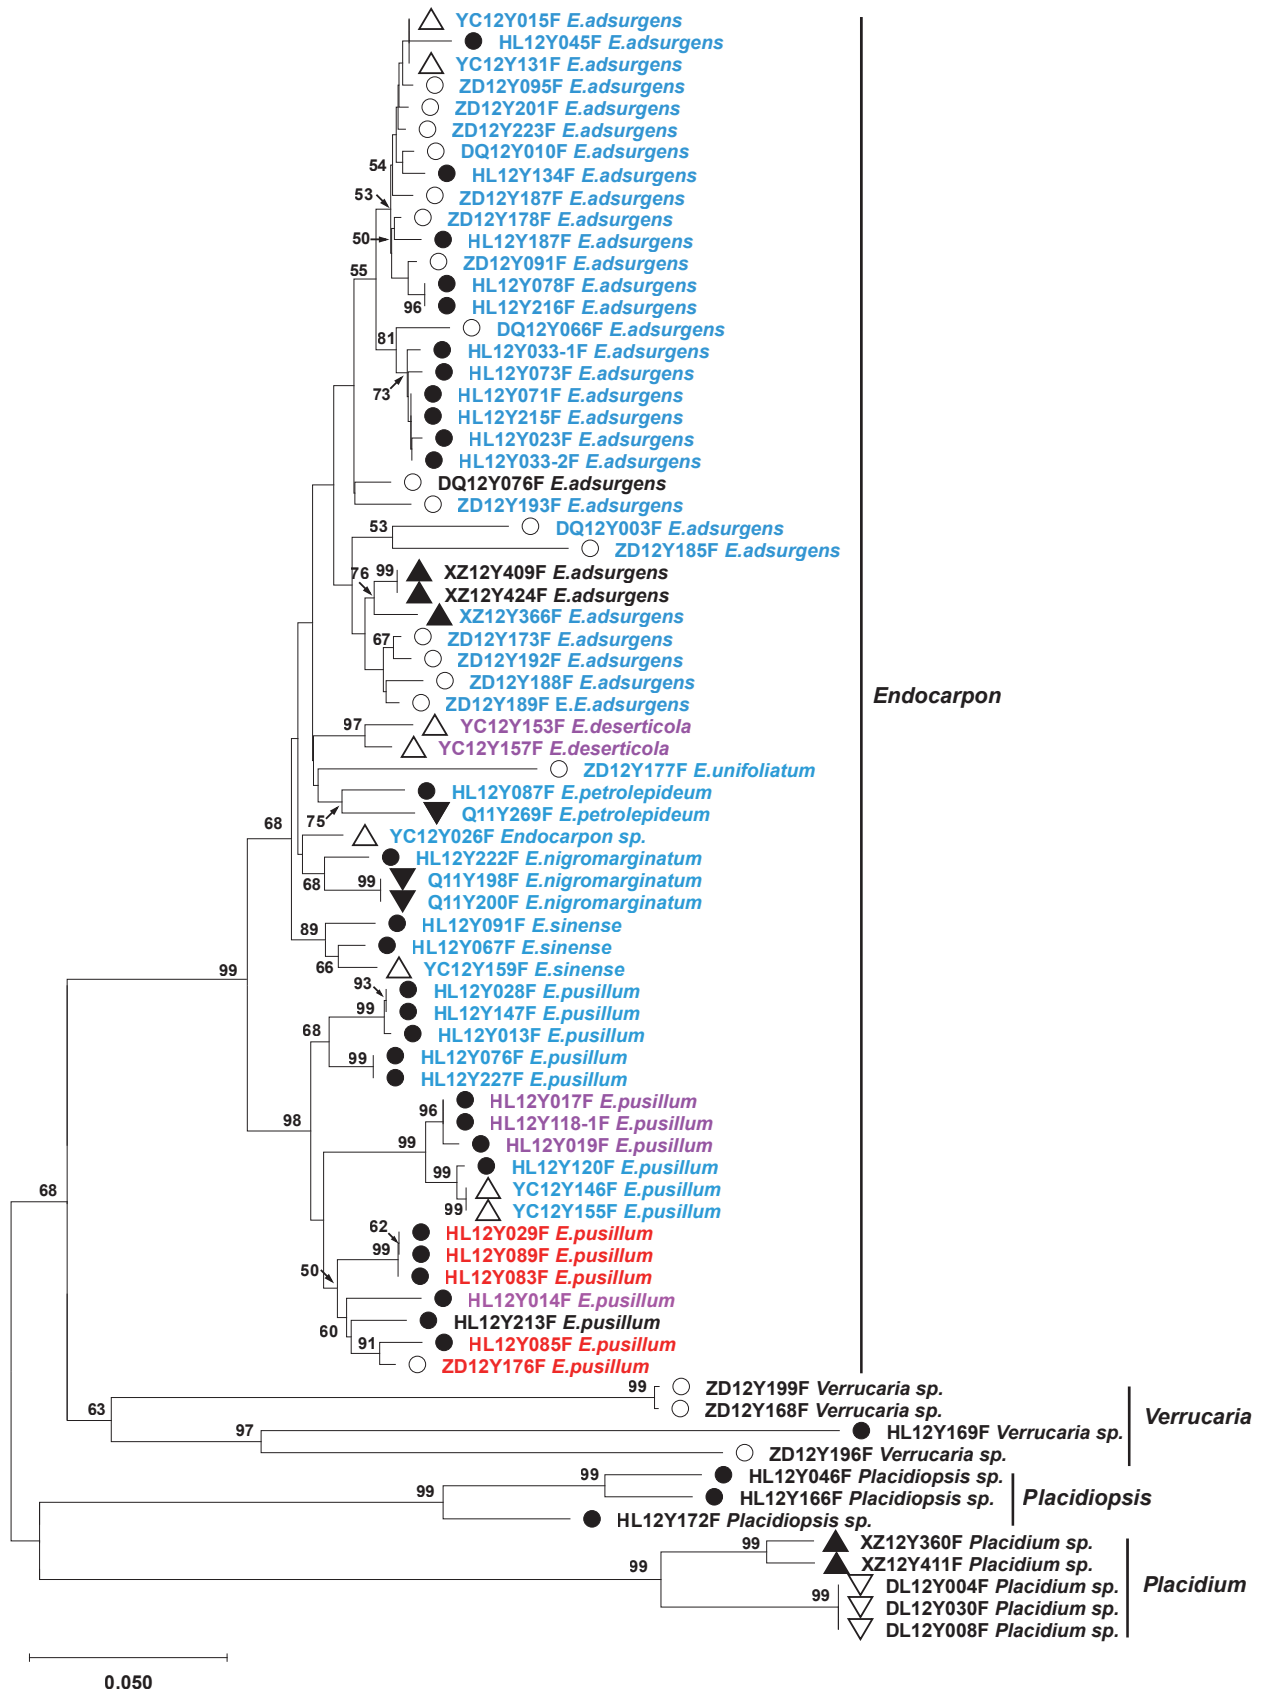 YC12Y015F E.adsurgens
HL12Y045F E.adsurgens
YC12Y131F E.adsurgens
ZD12Y095F E.adsurgens
ZD12Y201F E.adsurgens
ZD12Y223F E.adsurgens
DQ12Y010F E.adsurgens
54
HL12Y134F E.adsurgens
53
ZD12Y187F E.adsurgens
ZD12Y178F E.adsurgens
50
HL12Y187F E.adsurgens
ZD12Y091F E.adsurgens
55
HL12Y078F E.adsurgens
96
HL12Y216F E.adsurgens
DQ12Y066F E.adsurgens
81
HL12Y033-1F E.adsurgens
HL12Y073F E.adsurgens
73
HL12Y071F E.adsurgens
HL12Y215F E.adsurgens
HL12Y023F E.adsurgens
HL12Y033-2F E.adsurgens
DQ12Y076F E.adsurgens
ZD12Y193F E.adsurgens
53
DQ12Y003F E.adsurgens
ZD12Y185F E.adsurgens
76
99
XZ12Y409F E.adsurgens
XZ12Y424F E.adsurgens
XZ12Y366F E.adsurgens
67
ZD12Y173F E.adsurgens
ZD12Y192F E.adsurgens
ZD12Y188F E.adsurgens
Endocarpon
ZD12Y189F E.E.adsurgens
97
YC12Y153F E.deserticola
YC12Y157F E.deserticola
ZD12Y177F E.unifoliatum
HL12Y087F E.petrolepideum
75
Q11Y269F E.petrolepideum
68
YC12Y026F Endocarpon sp.
HL12Y222F E.nigromarginatum
68
99
Q11Y198F E.nigromarginatum
Q11Y200F E.nigromarginatum
89
HL12Y091F E.sinense
HL12Y067F E.sinense
66
YC12Y159F E.sinense
99
93
HL12Y028F E.pusillum
99
HL12Y147F E.pusillum
68
HL12Y013F E.pusillum
99
HL12Y076F E.pusillum
HL12Y227F E.pusillum
HL12Y017F E.pusillum
96
HL12Y118-1F E.pusillum
98
99
HL12Y019F E.pusillum
99
HL12Y120F E.pusillum
YC12Y146F E.pusillum
68
99
YC12Y155F E.pusillum
62
HL12Y029F E.pusillum
99
HL12Y089F E.pusillum
50
HL12Y083F E.pusillum
HL12Y014F E.pusillum
60
HL12Y213F E.pusillum
91
HL12Y085F E.pusillum
ZD12Y176F E.pusillum
99
ZD12Y199F Verrucaria sp.
63
ZD12Y168F Verrucaria sp.
Verrucaria
97
HL12Y169F Verrucaria sp.
ZD12Y196F Verrucaria sp.
99
HL12Y046F Placidiopsis sp.
99
HL12Y166F Placidiopsis sp.
Placidiopsis
HL12Y172F Placidiopsis sp.
99
XZ12Y360F Placidium sp.
99
XZ12Y411F Placidium sp.
Placidium
99
DL12Y004F Placidium sp.
DL12Y030F Placidium sp.
DL12Y008F Placidium sp.
0.050